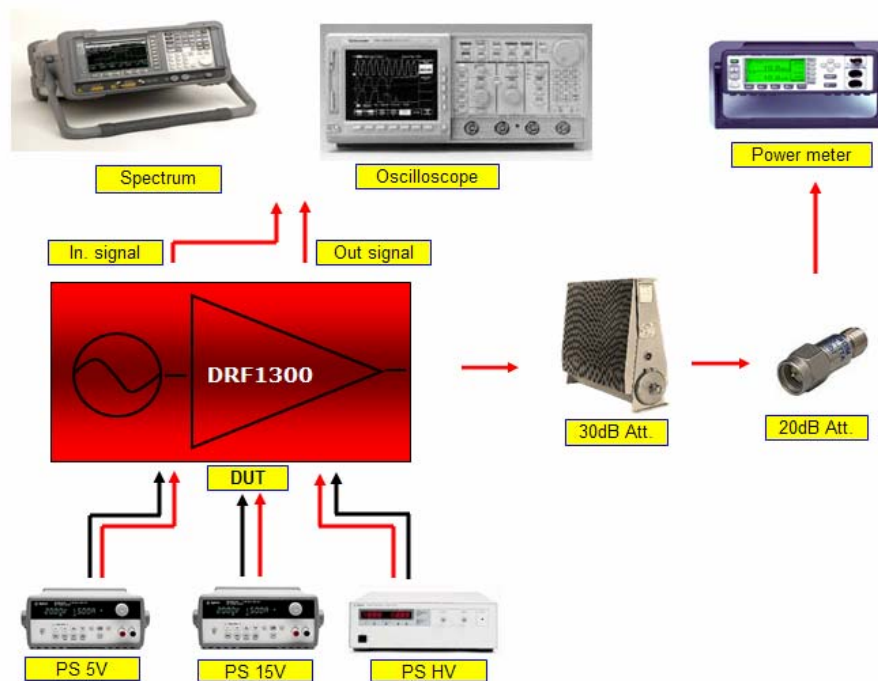 Spectrum
Oscilloscope
Power meter
In. signal
Out signal
DRF1300
30dB Att.
20dB Att.
DUT
PS 5V
PS 15V
PS HV